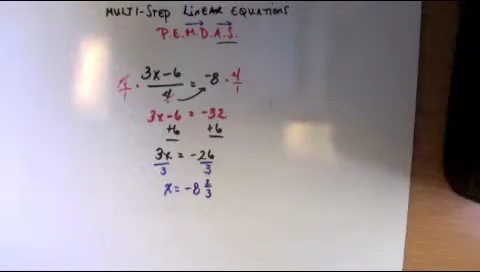 MULTI-STEP LINEAR EQUATIONS
P.E.M.D.A.S.
4/1 · (3x-6)/4 = -8 · 4/1
3x-6 = -32
+6 +6
3x/3 = -26/3
x = -8 2/3